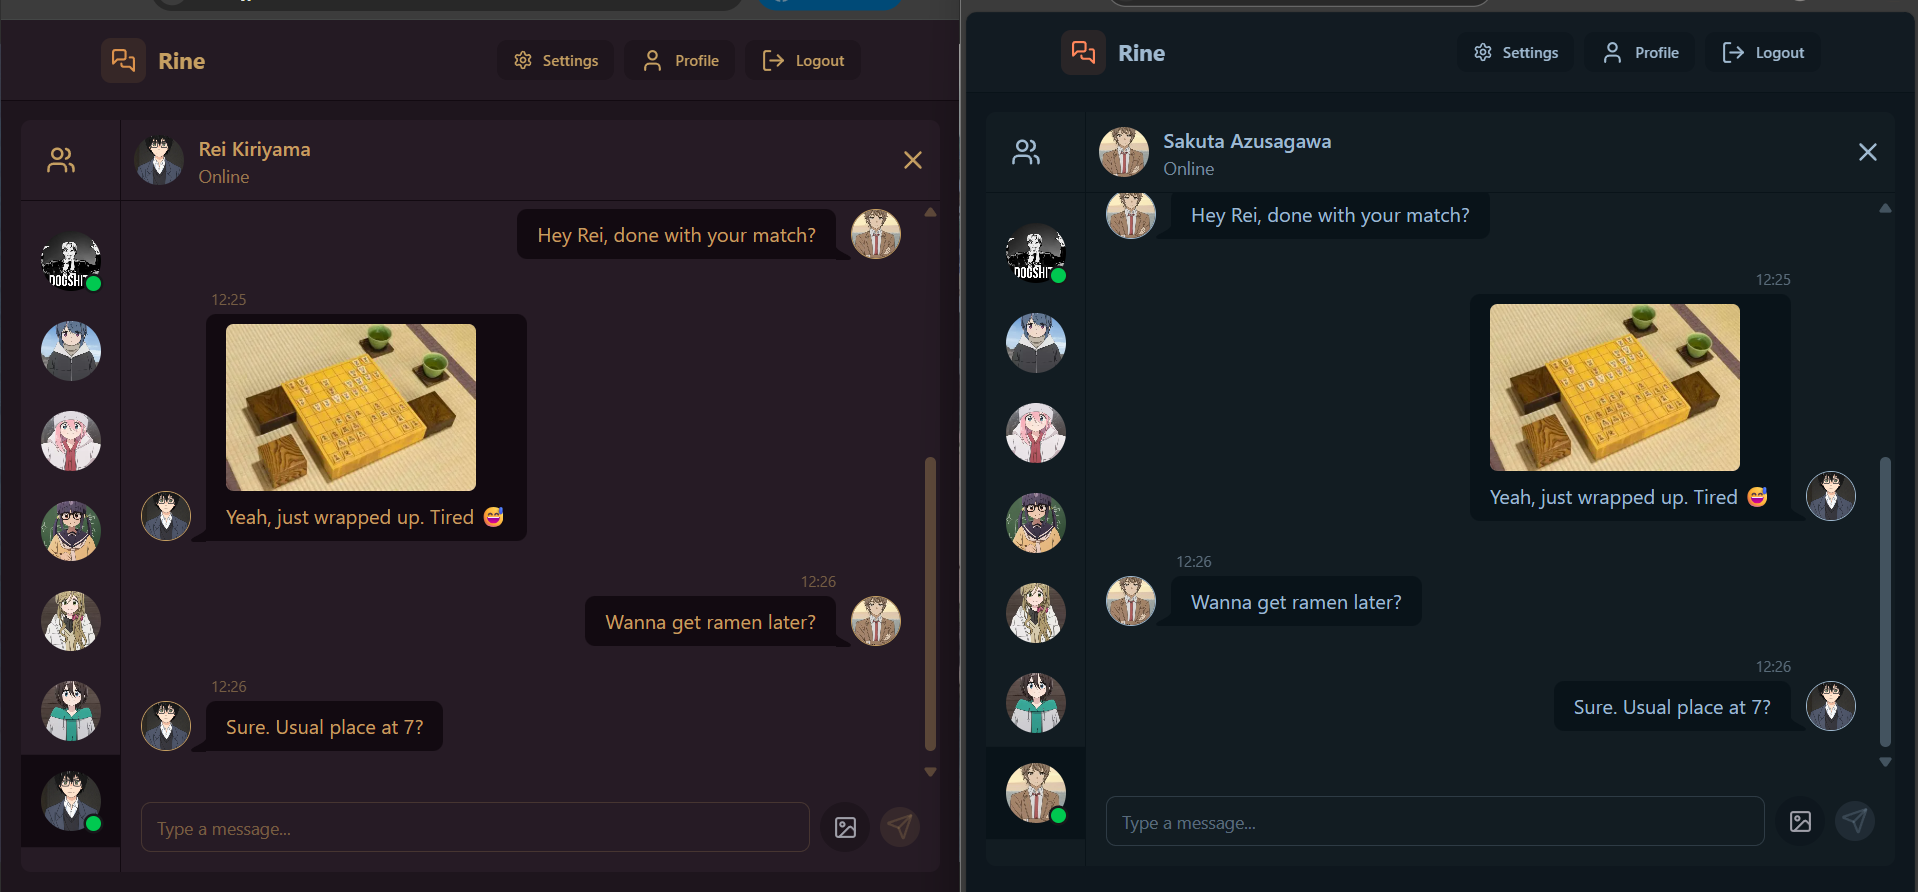 Rine
Settings
Profile
Logout
Rei Kiriyama
Online
DOGSHIT
Hey Rei, done with your match?
12:25
Yeah, just wrapped up. Tired 😅
12:26
Wanna get ramen later?
12:26
Sure. Usual place at 7?
Type a message...
Rine
Settings
Profile
Logout
Sakuta Azusagawa
Online
DOGSHIT
Hey Rei, done with your match?
12:25
Yeah, just wrapped up. Tired 😅
12:26
Wanna get ramen later?
12:26
Sure. Usual place at 7?
Type a message...